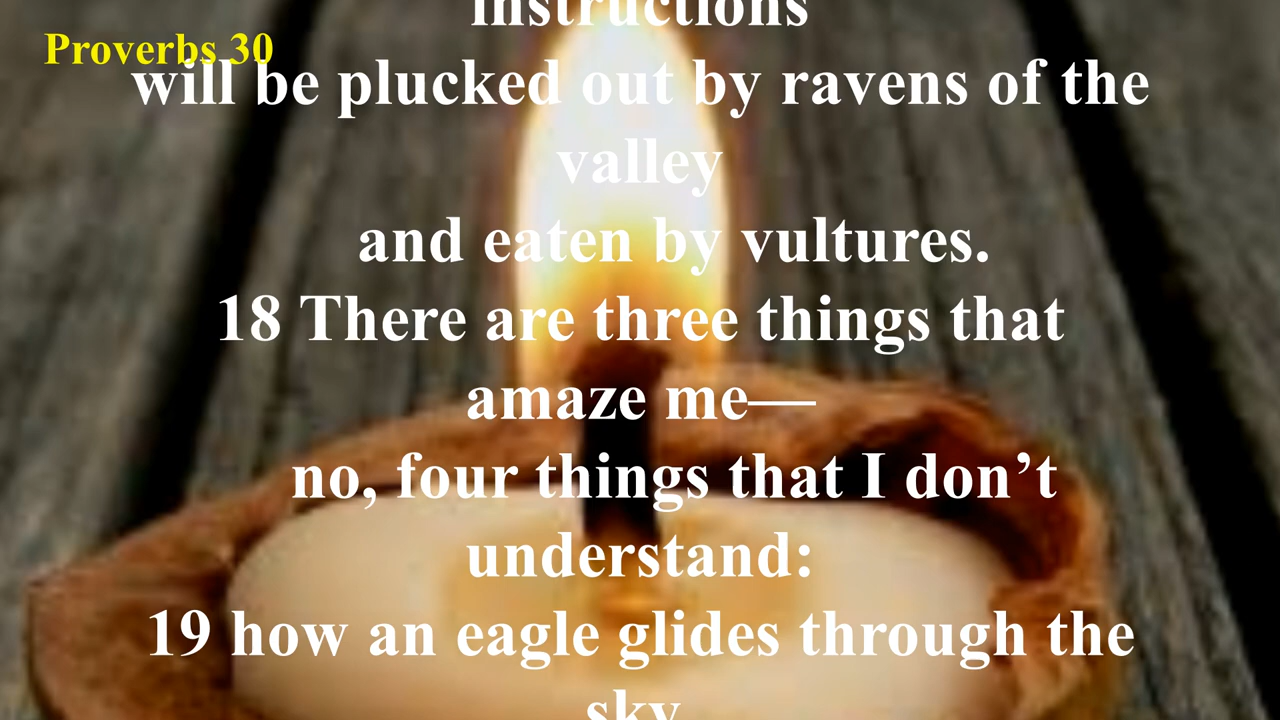 instructions
Proverbs 30
will be plucked out by ravens of the
valley
and eaten by vultures.
18 There are three things that
amaze me—
no, four things that I don’t
understand:
19 how an eagle glides through the
sky